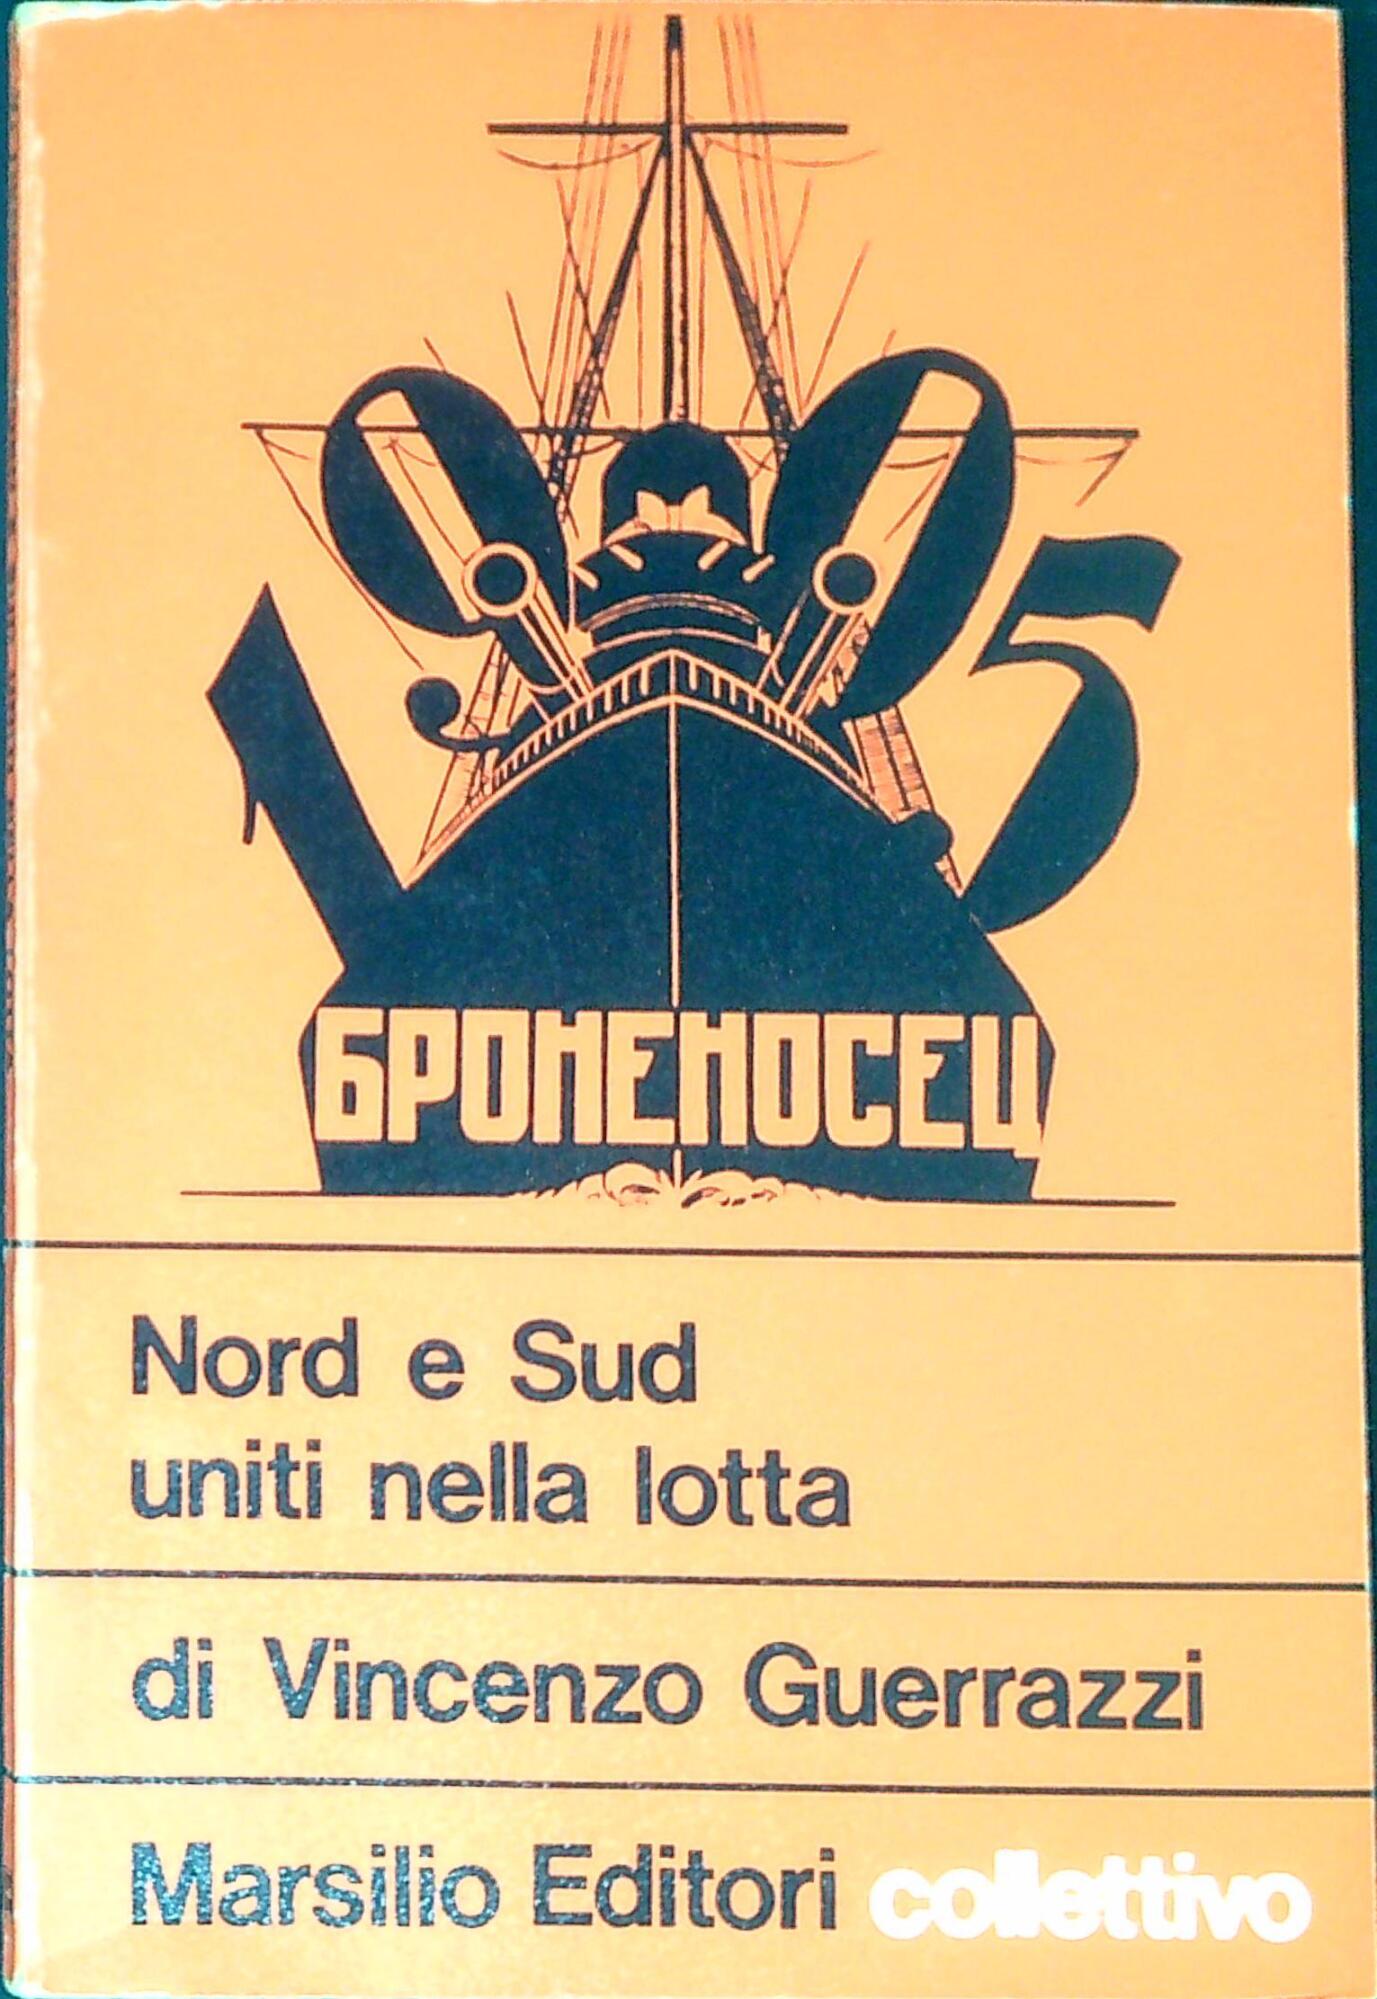 1905
БРОНЕНОСЕЦ
Nord e Sud
uniti nella lotta
di Vincenzo Guerrazzi
Marsilio Editori collettivo